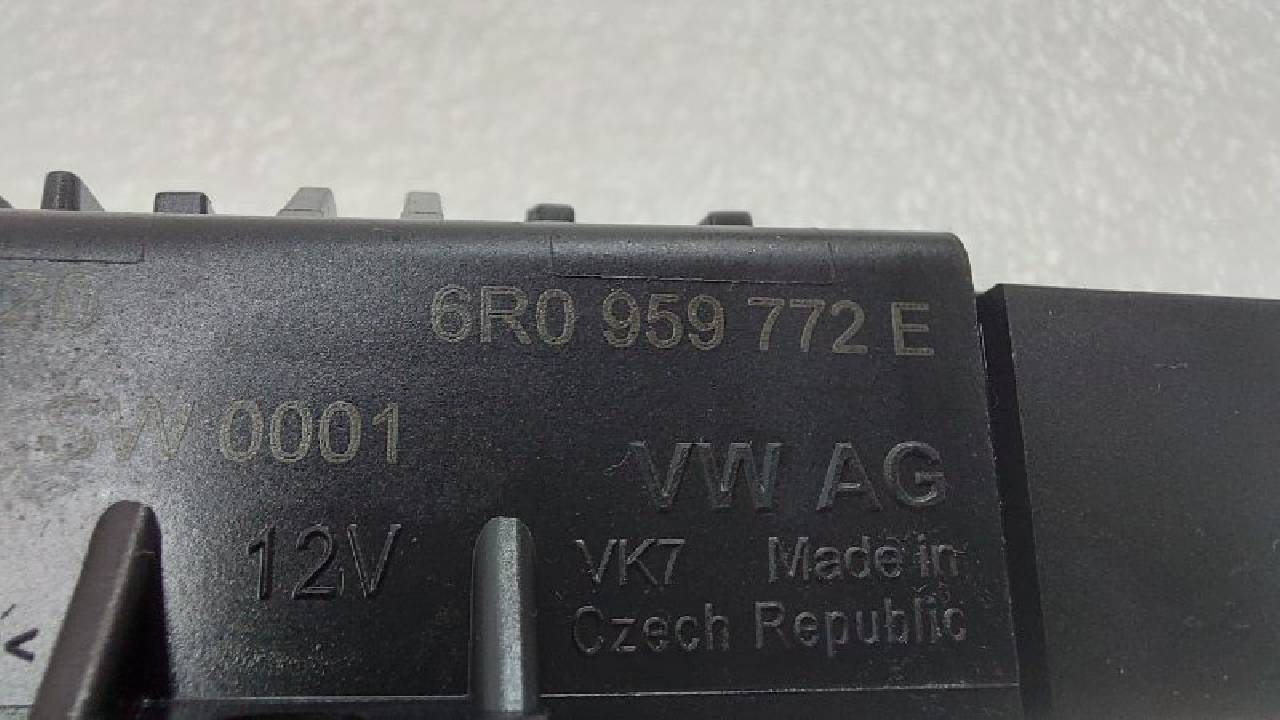 6R0 959 772 E
SW 0001
VW AG
12V
VK7 Made in
Czech Republic